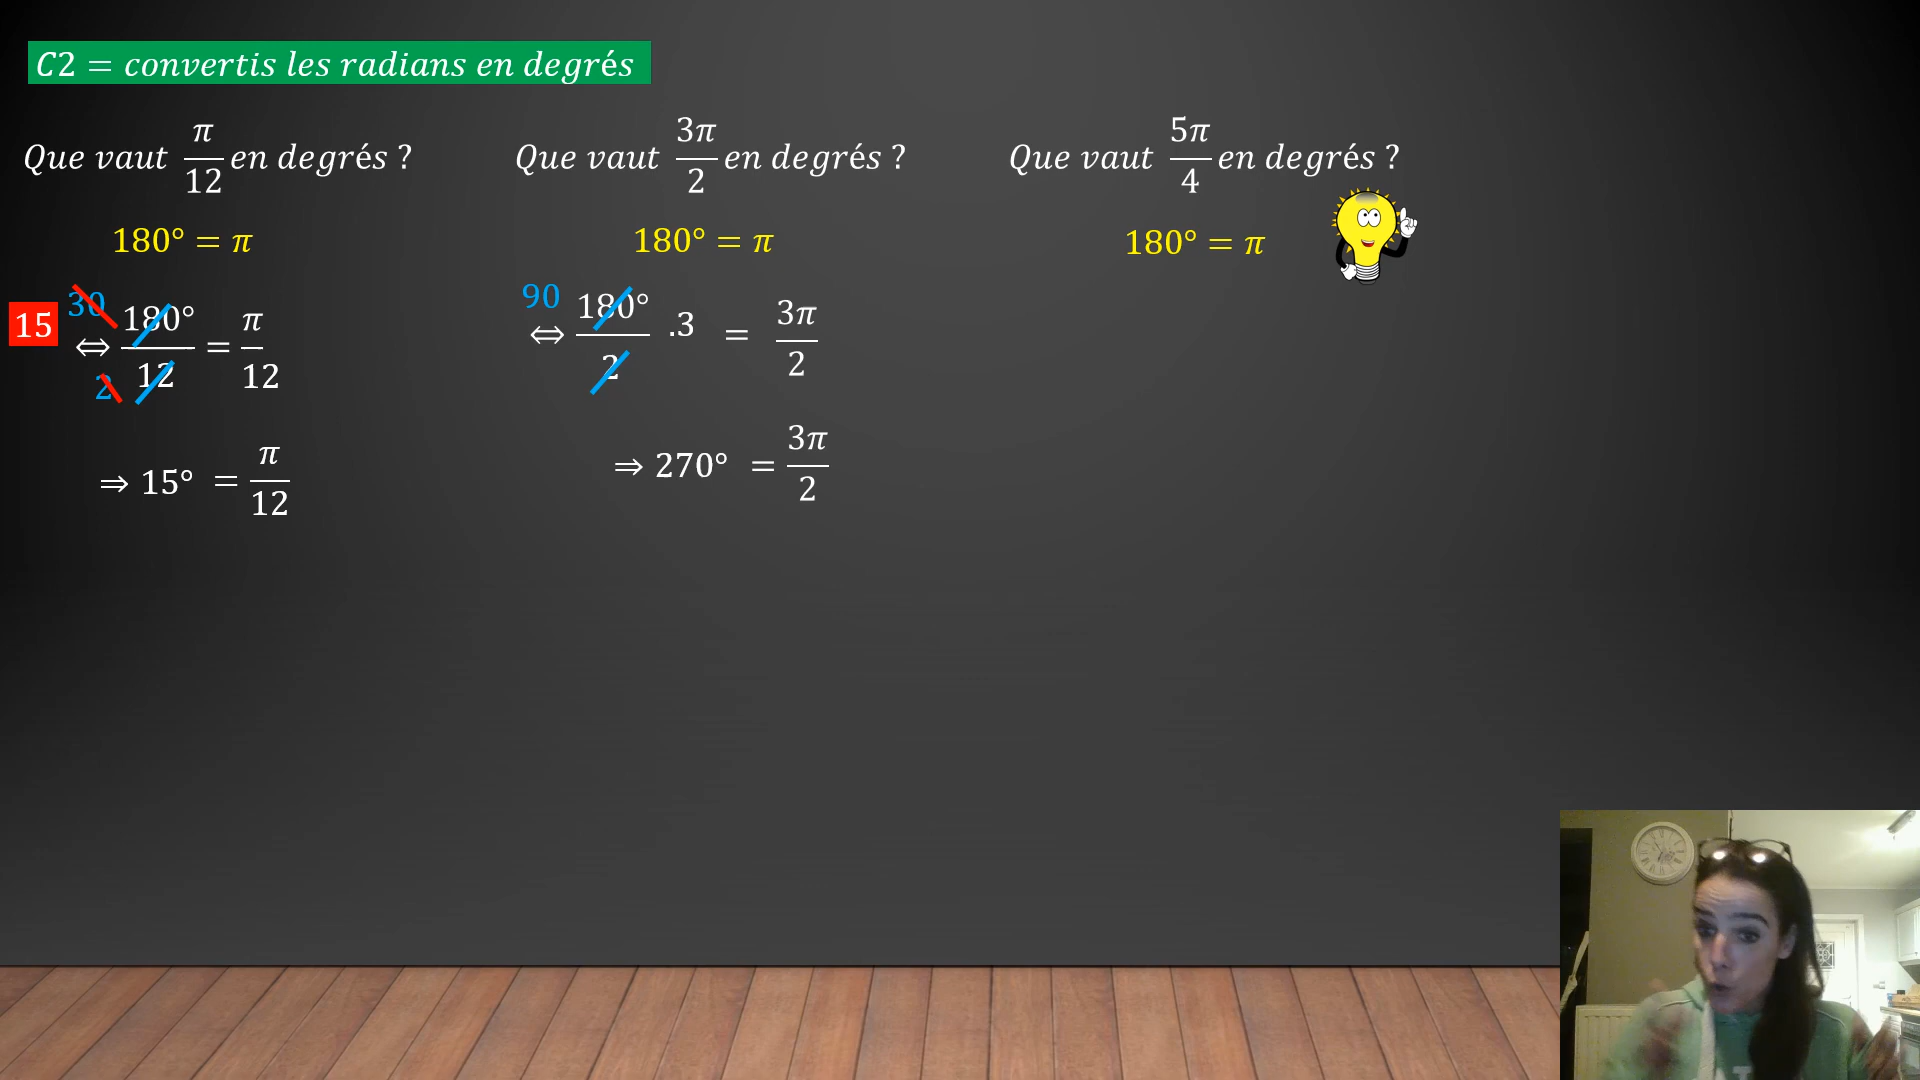 C2 = convertis les radians en degrés
Que vaut π/12 en degrés ?
180° = π
15 30
⇔ 180°/12 = π/12
2
⇒ 15° = π/12
Que vaut 3π/2 en degrés ?
180° = π
90
⇔ 180°/2 .3 = 3π/2
⇒ 270° = 3π/2
Que vaut 5π/4 en degrés ?
180° = π